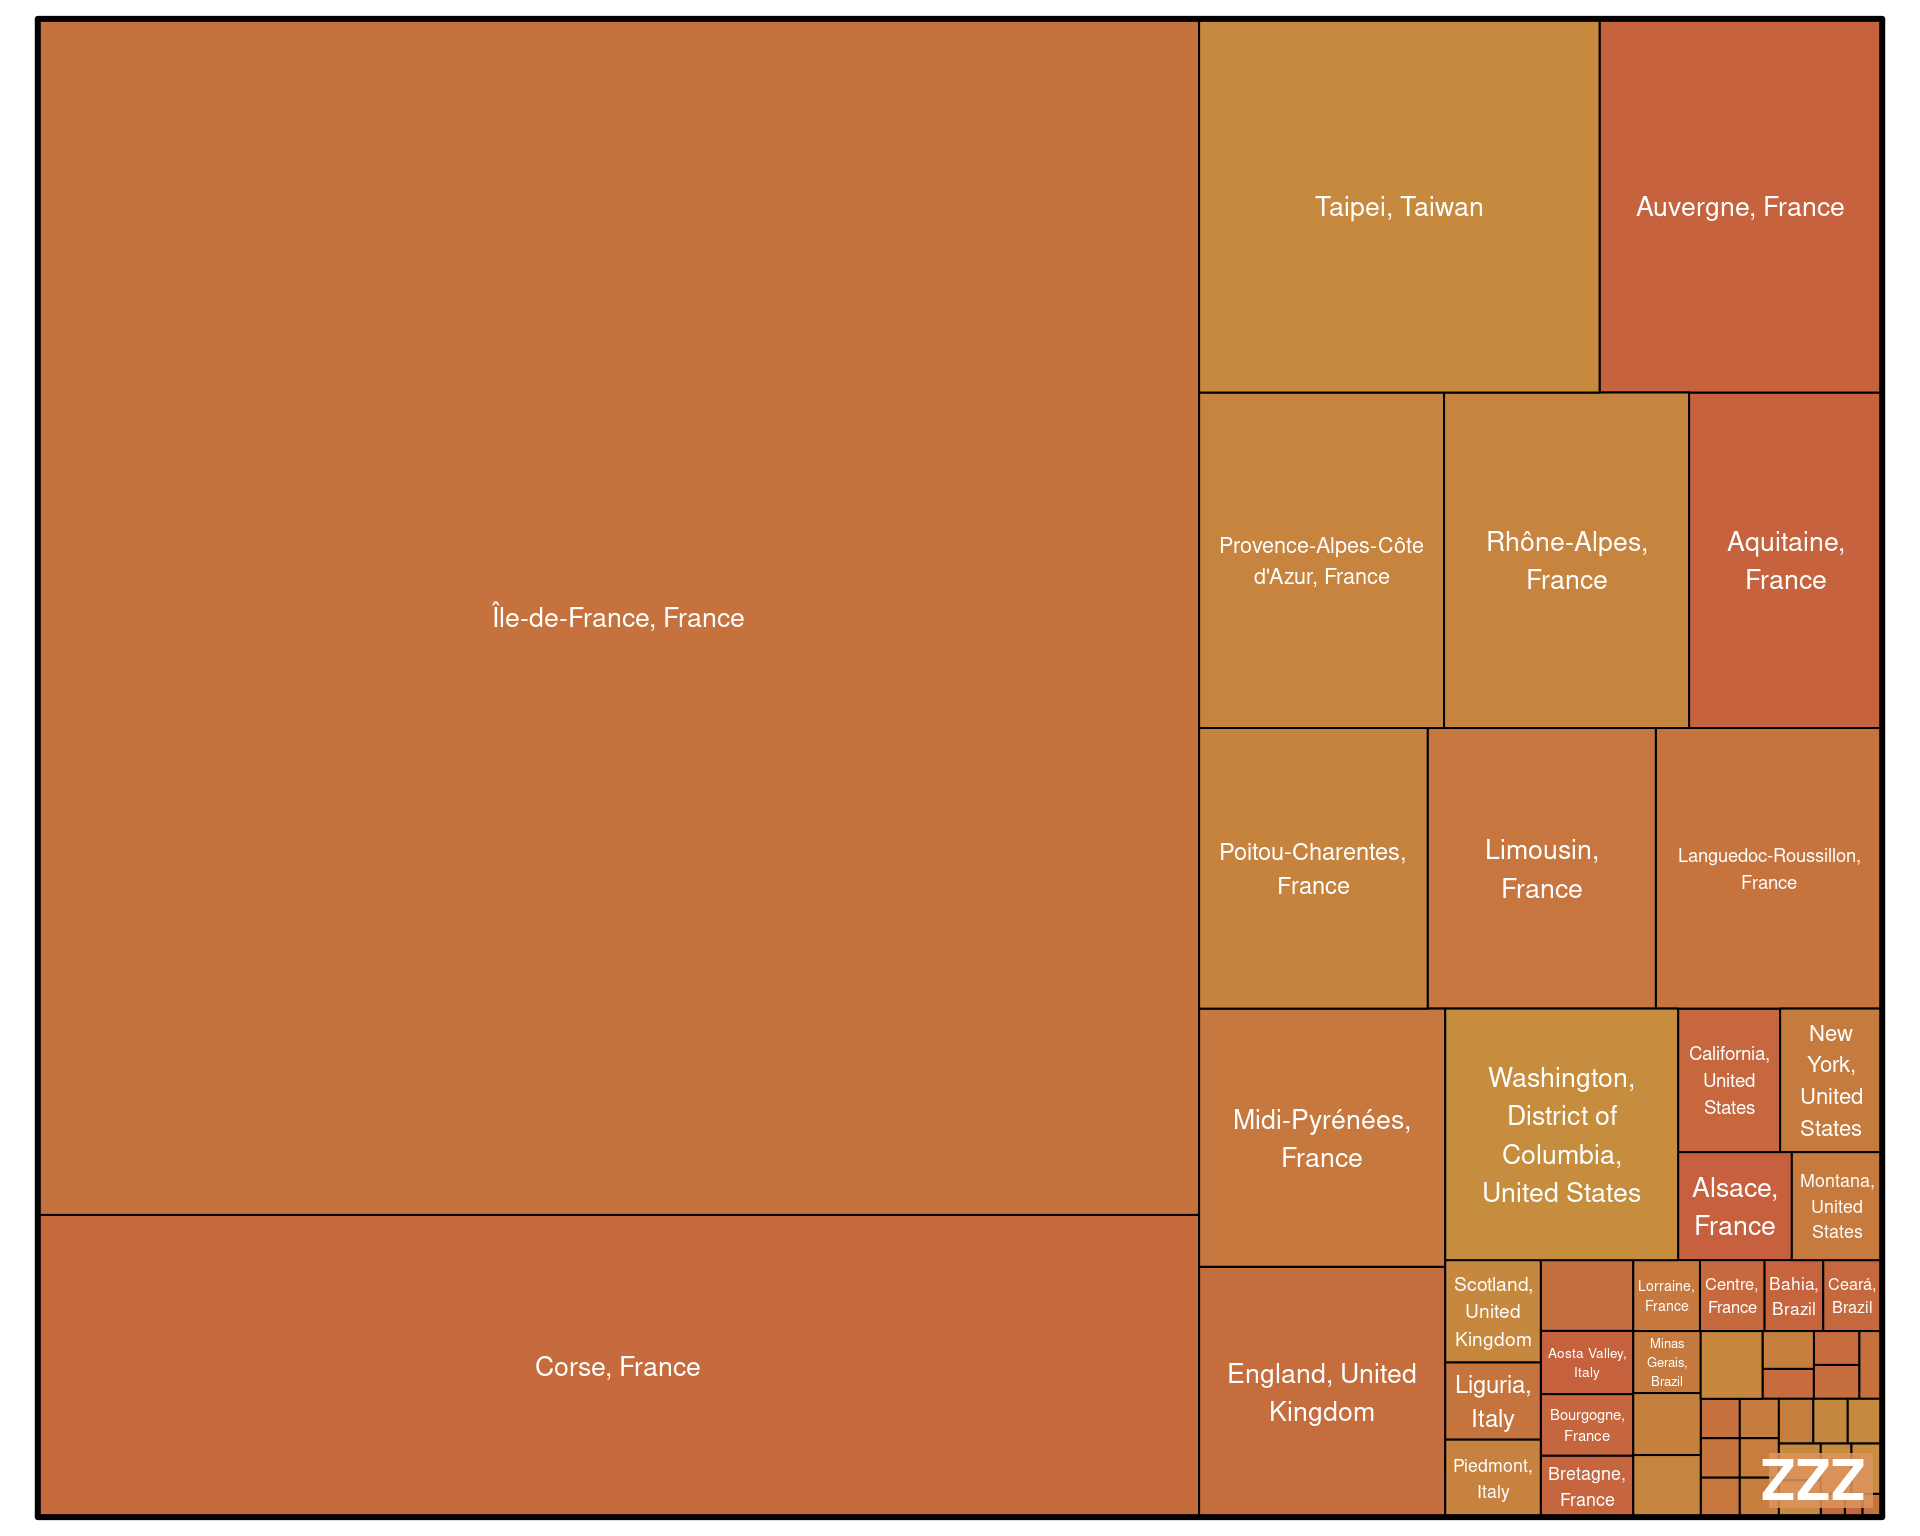 Île-de-France, France
Corse, France
Taipei, Taiwan
Auvergne, France
Provence-Alpes-Côte
d'Azur, France
Rhône-Alpes,
France
Aquitaine,
France
Poitou-Charentes,
France
Limousin,
France
Languedoc-Roussillon,
France
Midi-Pyrénées,
France
England, United
Kingdom
Washington,
District of
Columbia,
United States
California,
United
States
New
York,
United
States
Alsace,
France
Montana,
United
States
Scotland,
United
Kingdom
Liguria,
Italy
Piedmont,
Italy
Aosta Valley,
Italy
Bourgogne,
France
Bretagne,
France
Lorraine,
France
Minas
Gerais,
Brazil
Centre,
France
Bahia,
Brazil
Ceará,
Brazil
ZZZ